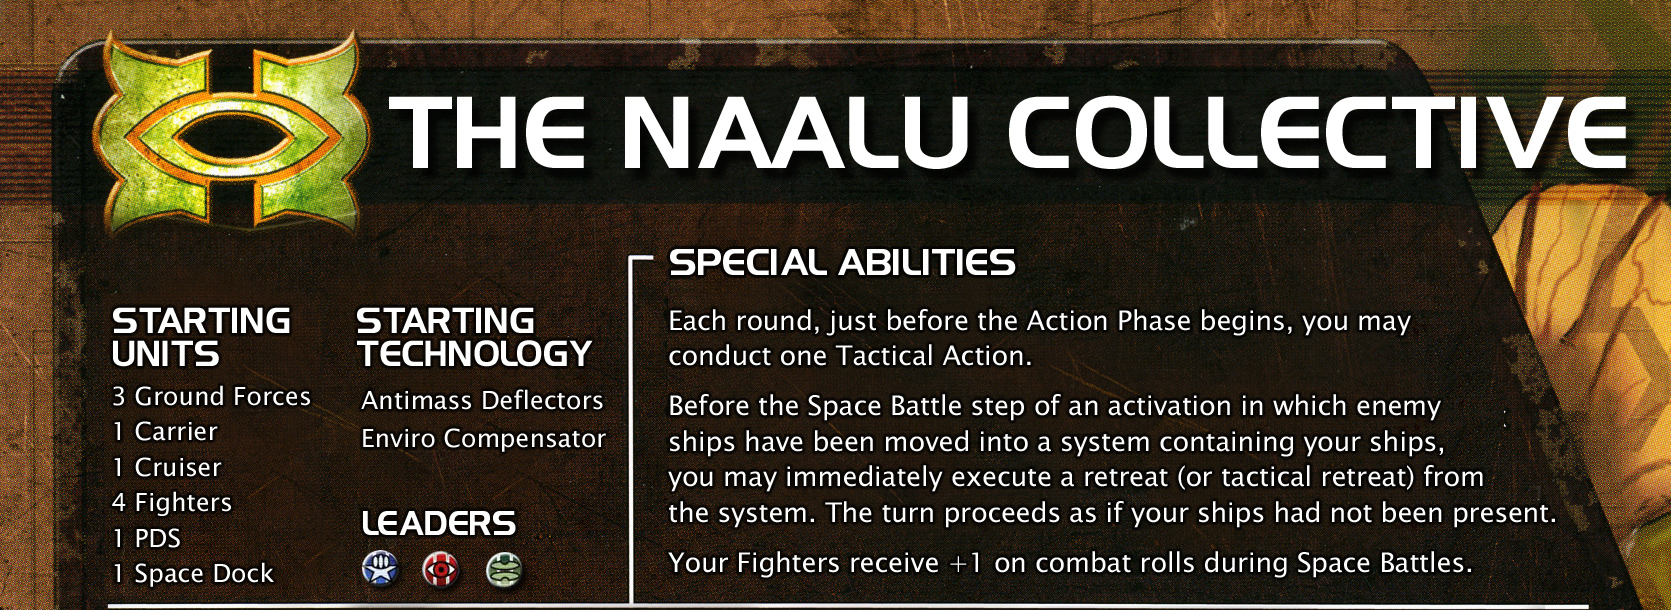 THE NAALU COLLECTIVE
STARTING
UNITS
3 Ground Forces
1 Carrier
1 Cruiser
4 Fighters
1 PDS
1 Space Dock
STARTING
TECHNOLOGY
Antimass Deflectors
Enviro Compensator
LEADERS
SPECIAL ABILITIES
Each round, just before the Action Phase begins, you may
conduct one Tactical Action.
Before the Space Battle step of an activation in which enemy
ships have been moved into a system containing your ships,
you may immediately execute a retreat (or tactical retreat) from
the system. The turn proceeds as if your ships had not been present.
Your Fighters receive +1 on combat rolls during Space Battles.